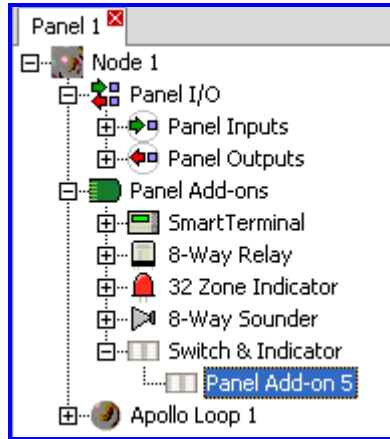 Panel 1
Node 1
Panel I/O
Panel Inputs
Panel Outputs
Panel Add-ons
SmartTerminal
8-Way Relay
32 Zone Indicator
8-Way Sounder
Switch & Indicator
Panel Add-on 5
Apollo Loop 1